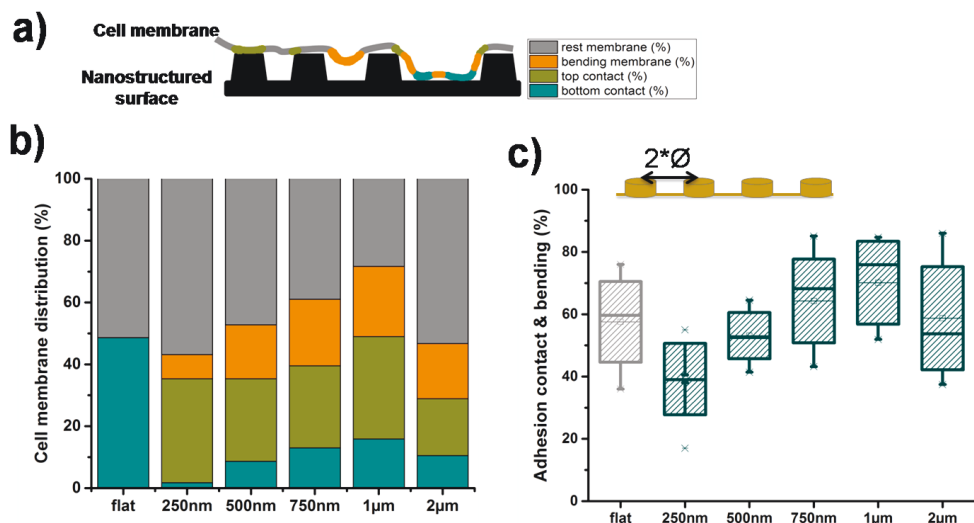 a)
Cell membrane
Nanostructured
surface
rest membrane (%)
bending membrane (%)
top contact (%)
bottom contact (%)
b)
Cell membrane distribution (%)
100
80
60
40
20
0
flat 250nm 500nm 750nm 1µm 2µm
c)
2*Ø
Adhesion contact & bending (%)
100
80
60
40
20
0
flat 250nm 500nm 750nm 1µm 2µm